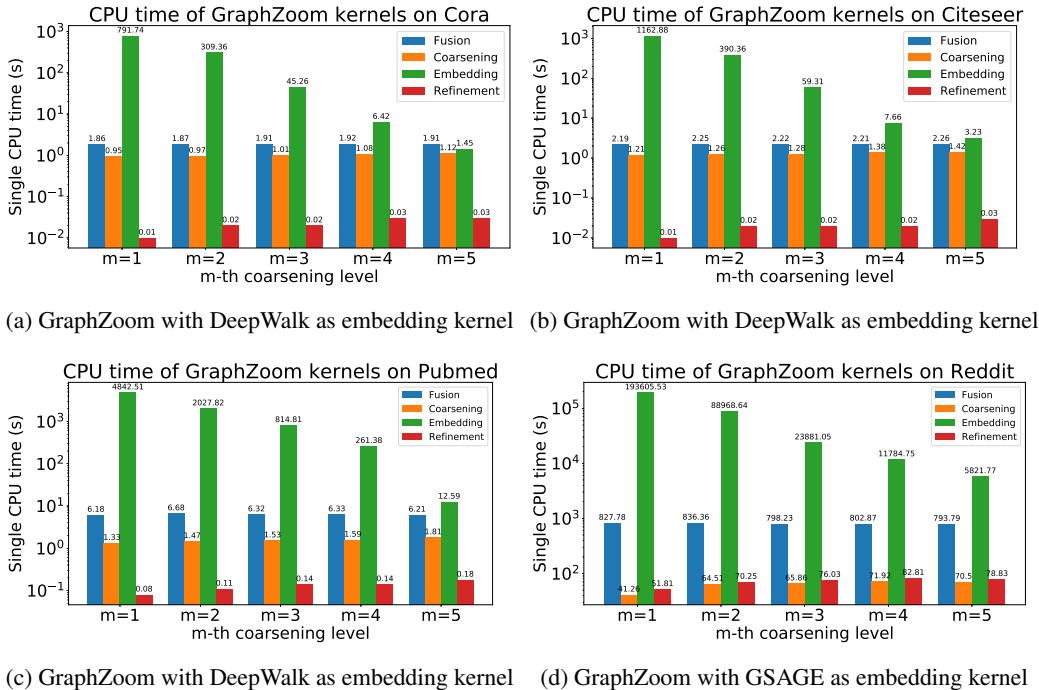 CPU time of GraphZoom kernels on Cora
Single CPU time (s)
10^3
10^2
10^1
10^0
10^-1
10^-2
Fusion
Coarsening
Embedding
Refinement
1.86
0.95
791.74
0.01
1.87
0.97
309.36
0.02
1.91
1.01
45.26
0.02
1.92
1.08
6.42
0.03
1.91
1.12
1.45
0.03
m=1 m=2 m=3 m=4 m=5
m-th coarsening level
(a) GraphZoom with DeepWalk as embedding kernel
CPU time of GraphZoom kernels on Citeseer
Single CPU time (s)
10^3
10^2
10^1
10^0
10^-1
10^-2
Fusion
Coarsening
Embedding
Refinement
2.19
1.21
1162.88
0.01
2.25
1.26
390.36
0.02
2.22
1.28
59.31
0.02
2.21
1.38
7.66
0.02
2.26
1.42
3.23
0.03
m=1 m=2 m=3 m=4 m=5
m-th coarsening level
(b) GraphZoom with DeepWalk as embedding kernel
CPU time of GraphZoom kernels on Pubmed
Single CPU time (s)
10^3
10^1
10^-1
Fusion
Coarsening
Embedding
Refinement
6.18
1.33
4842.51
0.08
6.68
1.47
2027.82
0.11
6.32
1.53
814.81
0.14
6.33
1.59
261.38
0.14
6.21
1.81
12.59
0.18
m=1 m=2 m=3 m=4 m=5
m-th coarsening level
(c) GraphZoom with DeepWalk as embedding kernel
CPU time of GraphZoom kernels on Reddit
Single CPU time (s)
10^5
10^4
10^3
10^2
Fusion
Coarsening
Embedding
Refinement
827.78
41.26
193605.53
51.81
836.36
64.51
88968.64
70.25
798.23
65.86
23881.05
76.03
802.87
71.92
11784.75
82.81
793.79
70.5
5821.77
78.83
m=1 m=2 m=3 m=4 m=5
m-th coarsening level
(d) GraphZoom with GSAGE as embedding kernel